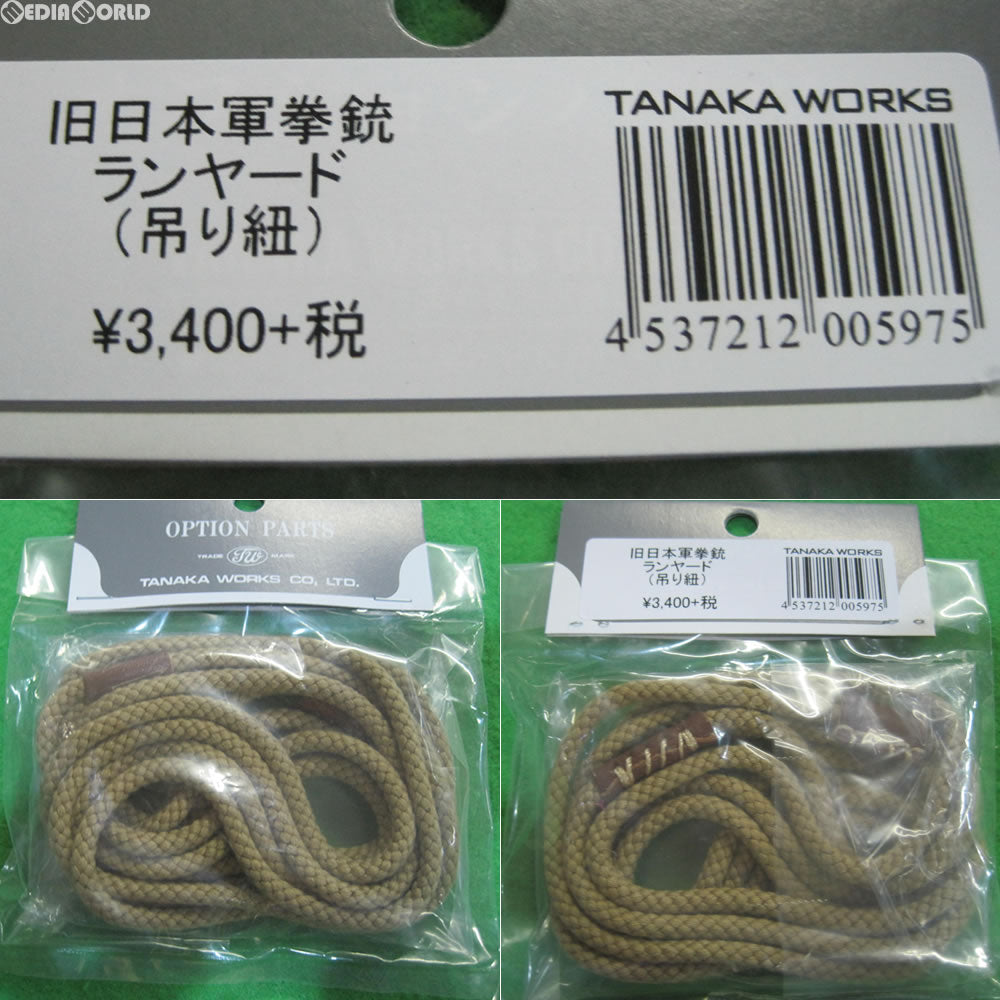 MEDIAWORLD
旧日本軍拳銃
ランヤード
(吊り紐)
¥3,400+税
TANAKA WORKS
4 537212 005975
OPTION PARTS
TRADE TW MARK
TANAKA WORKS CO, LTD.
旧日本軍拳銃
ランヤード
(吊り紐)
¥3,400+税
TANAKA WORKS
4 537212 005975